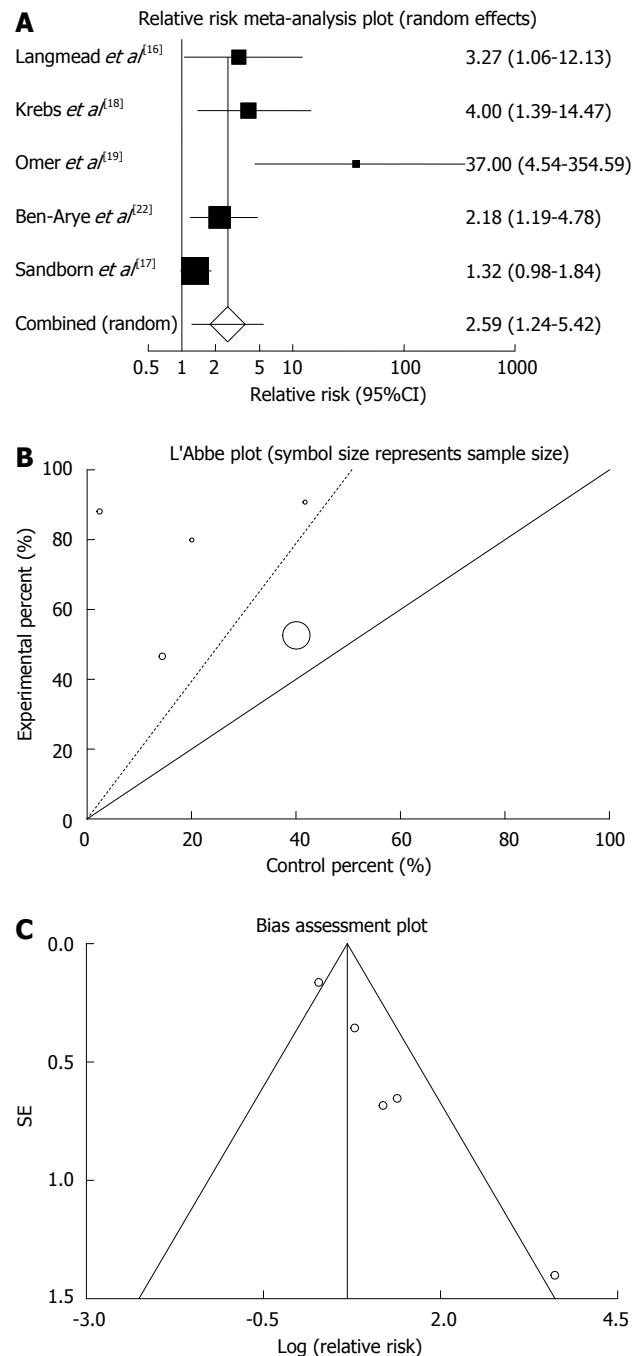 A
Relative risk meta-analysis plot (random effects)
Langmead et al[16] 3.27 (1.06-12.13)
Krebs et al[18] 4.00 (1.39-14.47)
Omer et al[19] 37.00 (4.54-354.59)
Ben-Arye et al[22] 2.18 (1.19-4.78)
Sandborn et al[17] 1.32 (0.98-1.84)
Combined (random) 2.59 (1.24-5.42)
0.5 1 2 5 10 100 1000
Relative risk (95%CI)
B
L'Abbe plot (symbol size represents sample size)
100
80
60
40
20
0
Experimental percent (%)
0 20 40 60 80 100
Control percent (%)
C
Bias assessment plot
0.0
0.5
1.0
1.5
SE
-3.0 -0.5 2.0 4.5
Log (relative risk)